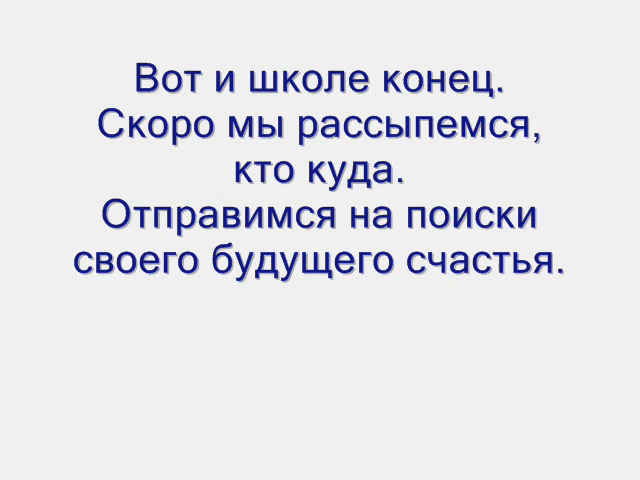 Вот и школе конец.
Скоро мы рассыпемся,
кто куда.
Отправимся на поиски
своего будущего счастья.